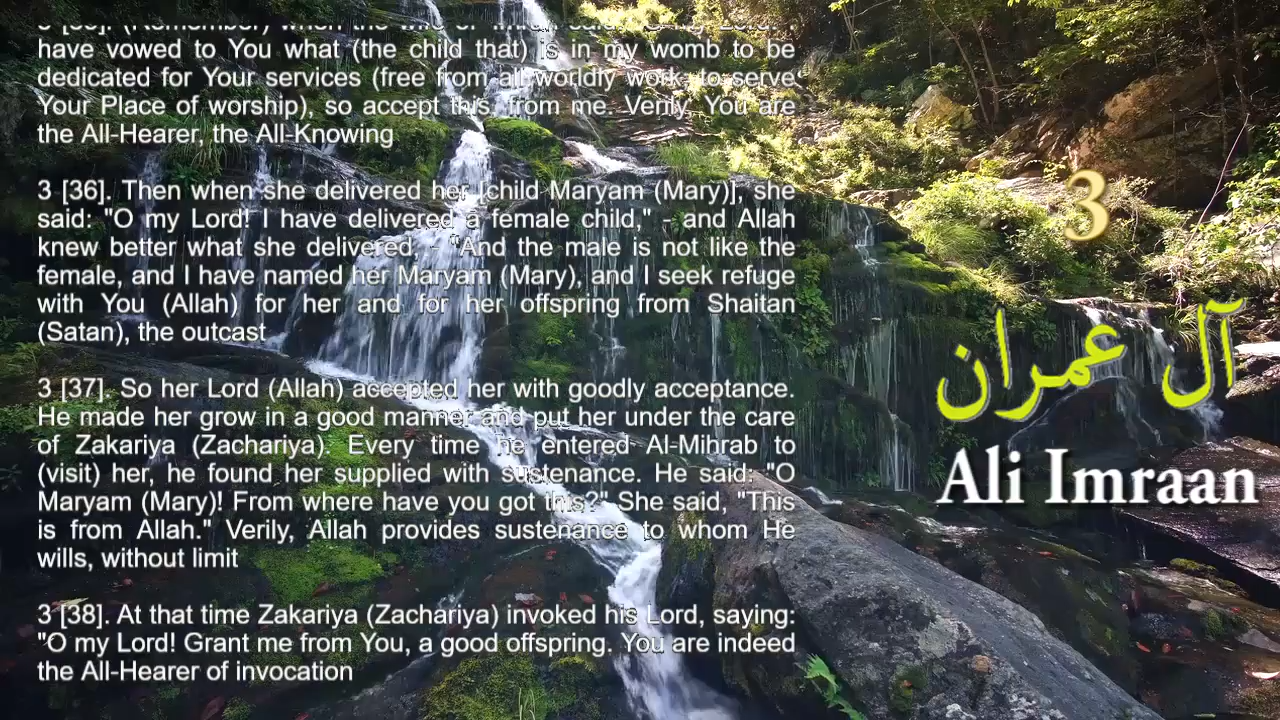 have vowed to You what (the child that) is in my womb to be
dedicated for Your services (free from all worldly work; to serve
Your Place of worship), so accept this, from me. Verily, You are
the All-Hearer, the All-Knowing
3 [36]. Then when she delivered her [child Maryam (Mary)], she
said: "O my Lord! I have delivered a female child," - and Allah
knew better what she delivered, - "And the male is not like the
female, and I have named her Maryam (Mary), and I seek refuge
with You (Allah) for her and for her offspring from Shaitan
(Satan), the outcast
3 [37]. So her Lord (Allah) accepted her with goodly acceptance.
He made her grow in a good manner and put her under the care
of Zakariya (Zachariya). Every time he entered Al-Mihrab to
(visit) her, he found her supplied with sustenance. He said: "O
Maryam (Mary)! From where have you got this?" She said, "This
is from Allah." Verily, Allah provides sustenance to whom He
wills, without limit
3 [38]. At that time Zakariya (Zachariya) invoked his Lord, saying:
"O my Lord! Grant me from You, a good offspring. You are indeed
the All-Hearer of invocation
3
آل عمران
Ali Imraan